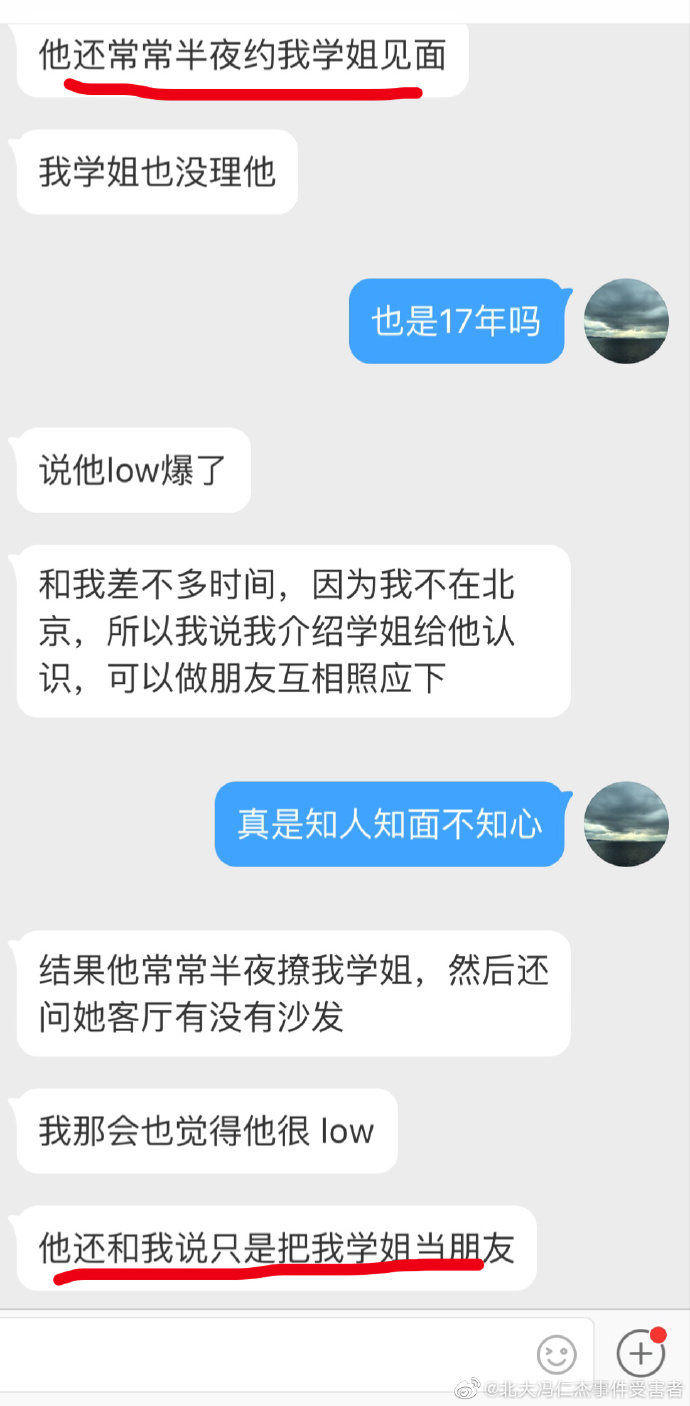 他还常常半夜约我学姐见面
我学姐也没理他
也是17年吗
说他low爆了
和我差不多时间，因为我不在北
京，所以我说我介绍学姐给他认
识，可以做朋友互相照应下
真是知人知面不知心
结果他常常半夜撩我学姐，然后还
问她客厅有没有沙发
我那会也觉得他很 low
他还和我说只是把我学姐当朋友
@北大冯仁杰事件受害者